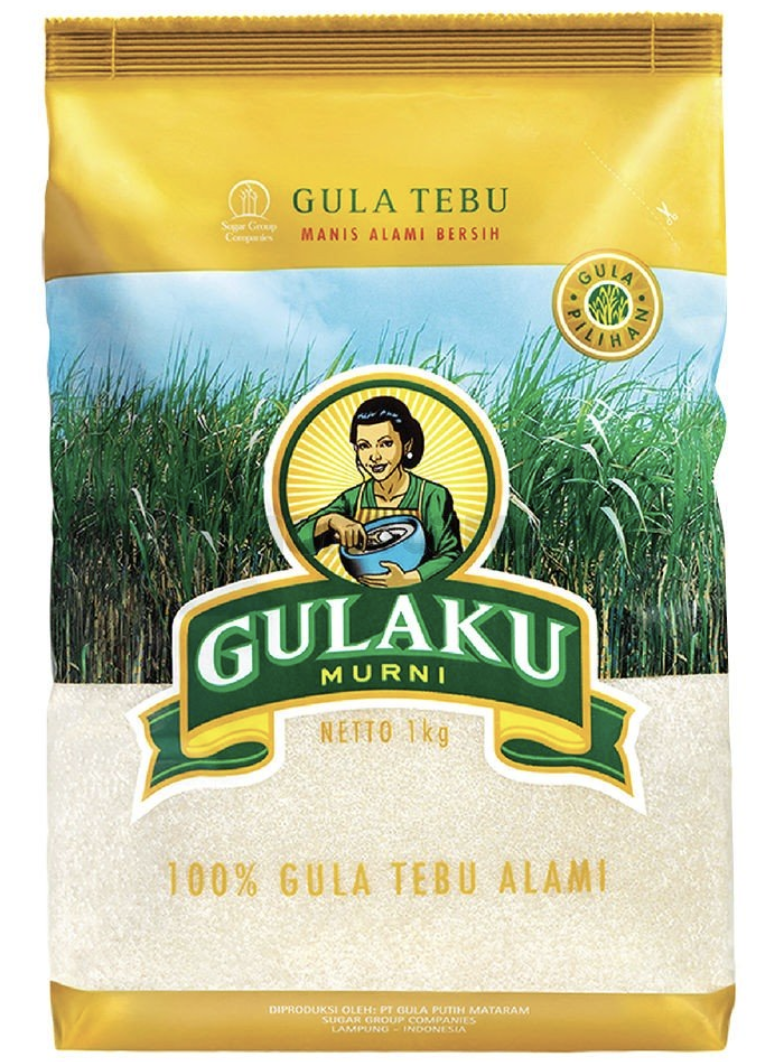 Sugar Group
Companies
GULA TEBU
MANIS ALAMI BERSIH
GULA
PILIHAN
GULAKU
MURNI
NETTO 1kg
100% GULA TEBU ALAMI
DIPRODUKSI OLEH: PT GULA PUTIH MATARAM
SUGAR GROUP COMPANIES
LAMPUNG - INDONESIA